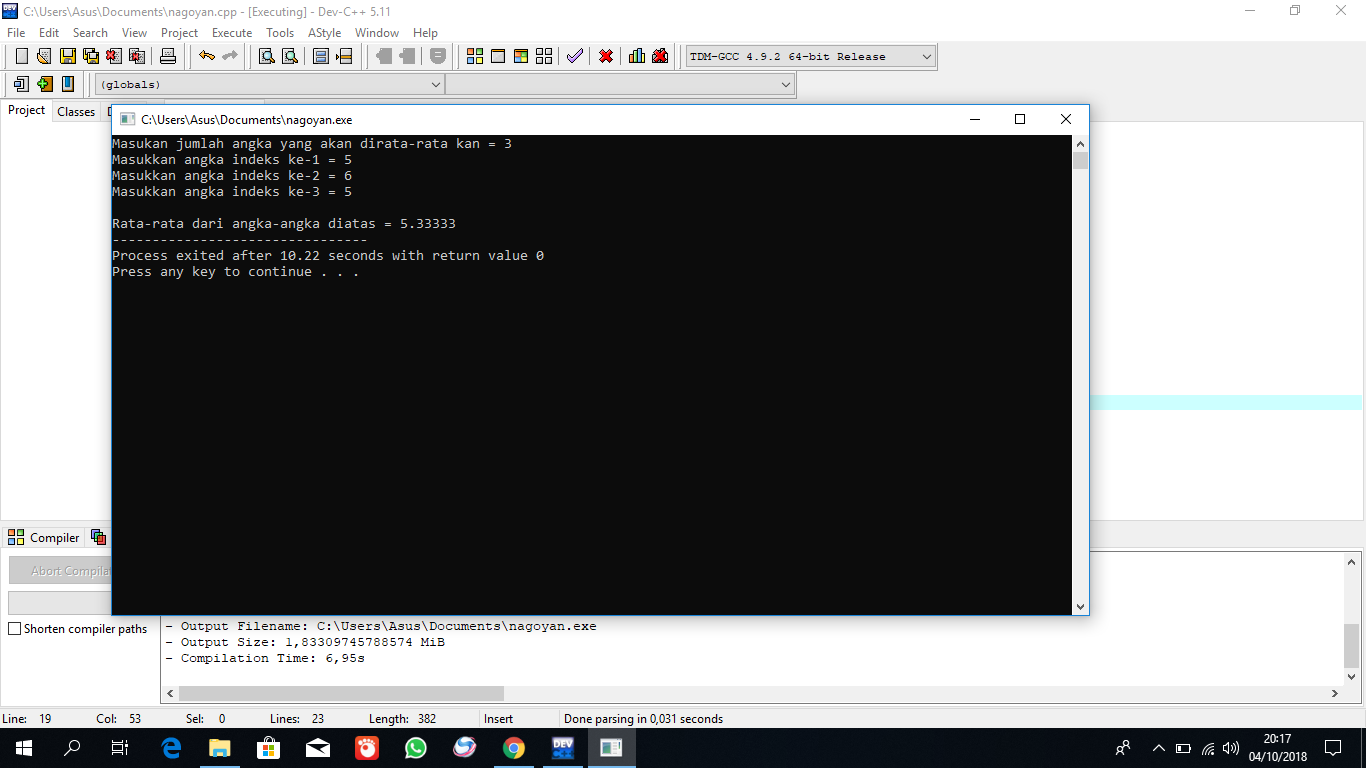 C:\Users\Asus\Documents\nagoyan.cpp - [Executing] - Dev-C++ 5.11
File Edit Search View Project Execute Tools AStyle Window Help
TDM-GCC 4.9.2 64-bit Release
(globals)
Project Classes
C:\Users\Asus\Documents\nagoyan.exe
Masukan jumlah angka yang akan dirata-rata kan = 3
Masukkan angka indeks ke-1 = 5
Masukkan angka indeks ke-2 = 6
Masukkan angka indeks ke-3 = 5
Rata-rata dari angka-angka diatas = 5.33333
--------------------------------
Process exited after 10.22 seconds with return value 0
Press any key to continue . . .
Compiler
Abort
Shorten compiler paths
- Output Filename: C:\Users\Asus\Documents\nagoyan.exe
- Output Size: 1,83309745788574 MiB
- Compilation Time: 6,95s
Line: 19 Col: 53 Sel: 0 Lines: 23 Length: 382 Insert Done parsing in 0,031 seconds
DEV
20:17
04/10/2018